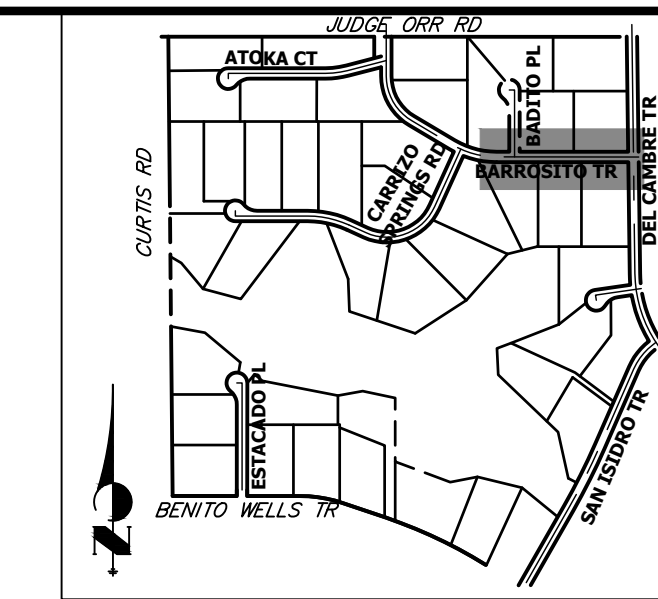 JUDGE ORR RD
ATOKA CT
BADITO PL
CURTIS RD
CARRIZO
SPRINGS RD
BARROSITO TR
DEL CAMBRE TR
ESTACADO PL
SAN ISIDRO TR
BENITO WELLS TR
N